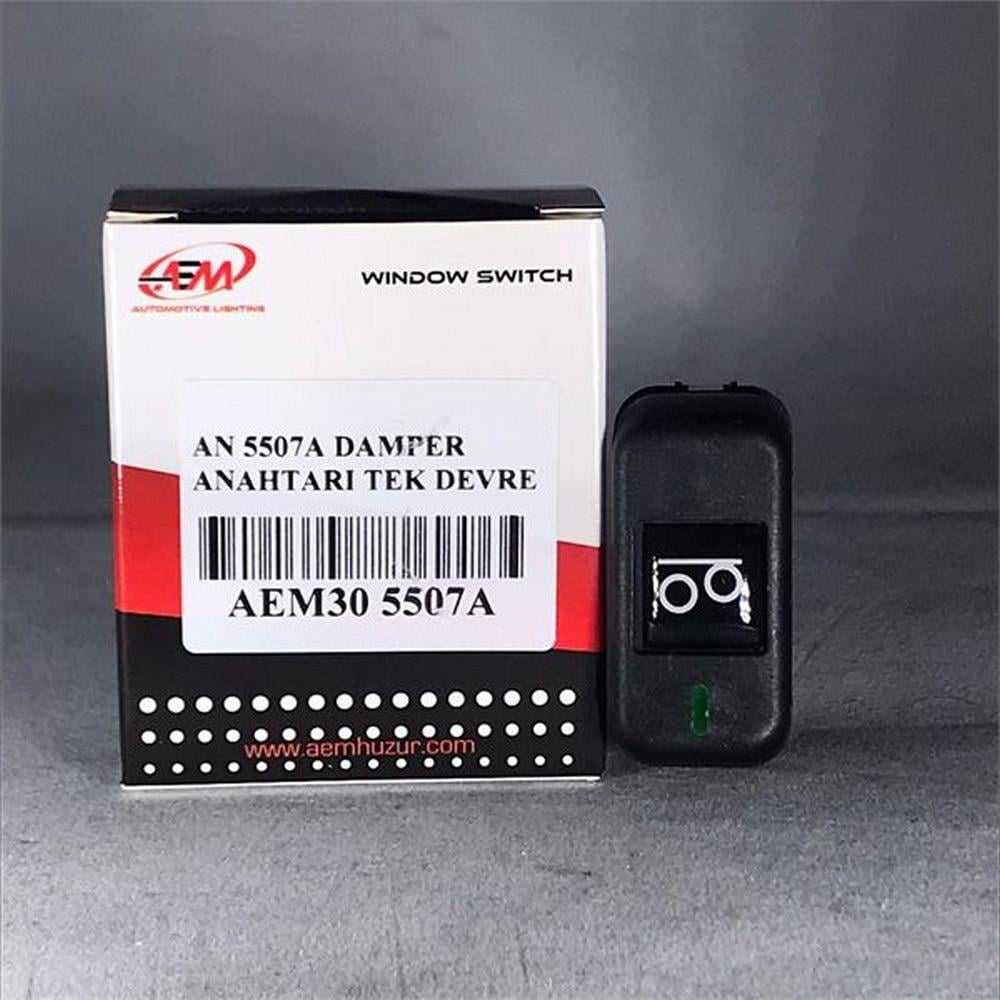 AEM
AUTOMOTIVE LIGHTING
WINDOW SWITCH
AN 5507A DAMPER
ANAHTARI TEK DEVRE
AEM30 5507A
www.aemhuzur.com